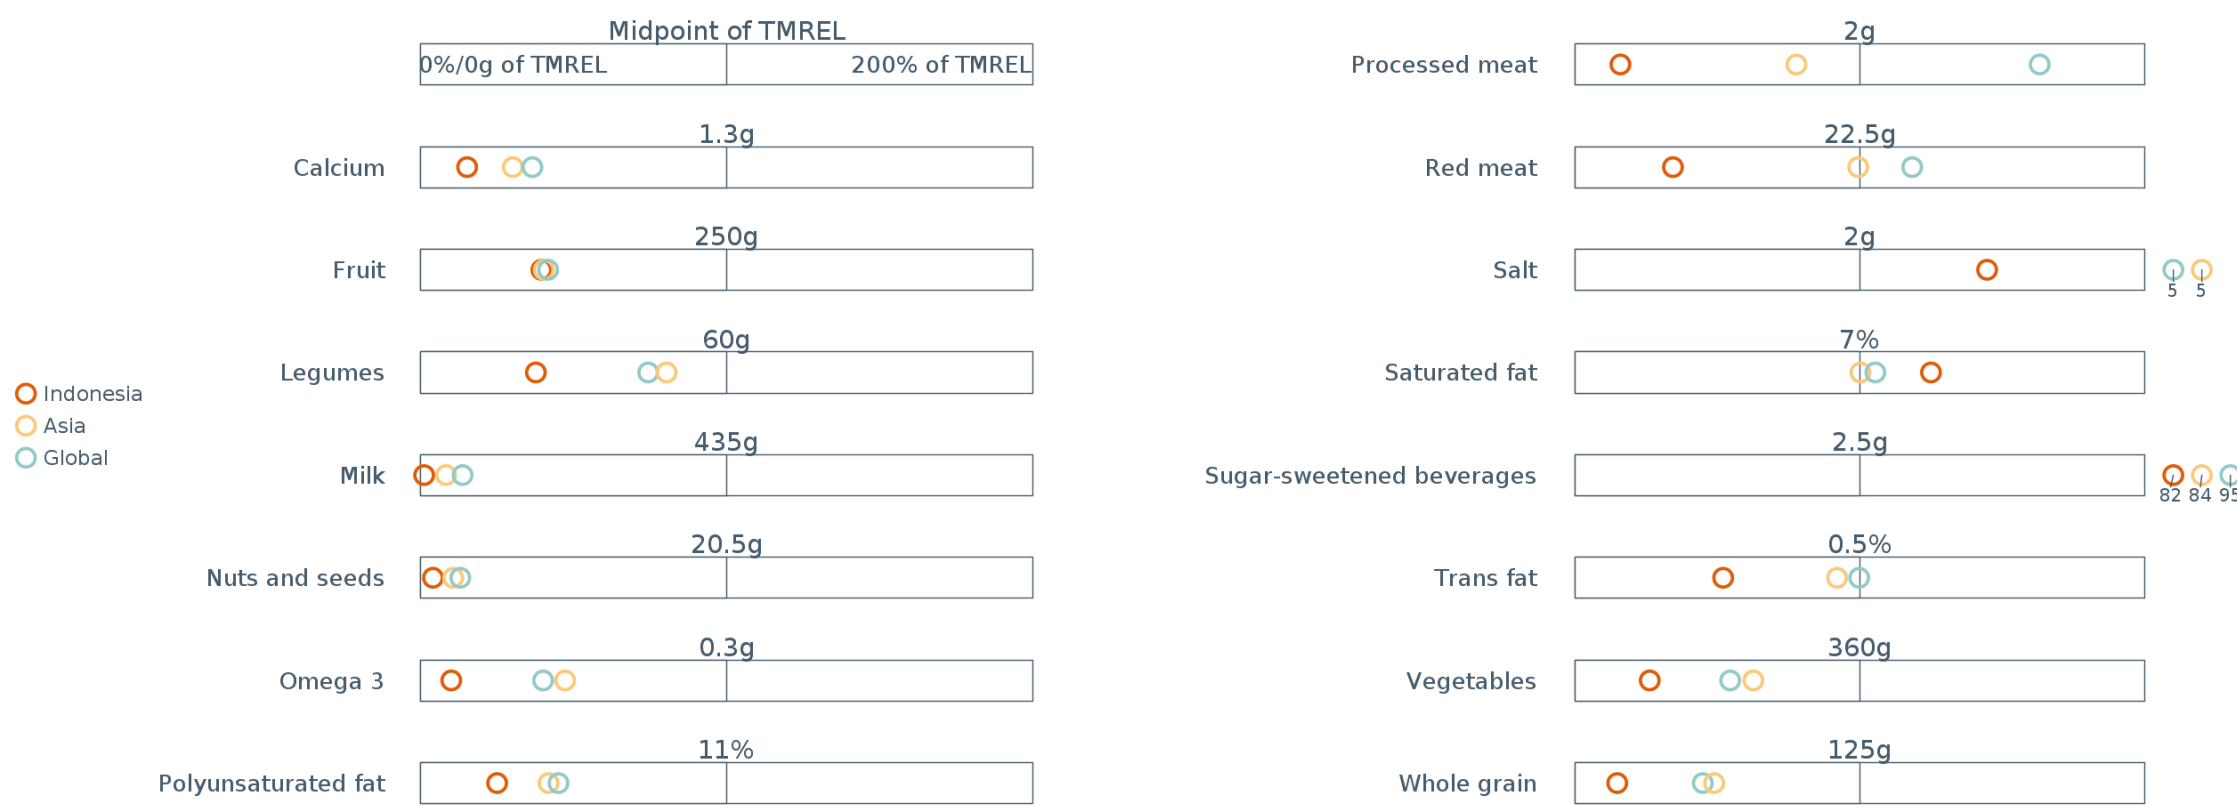 Midpoint of TMREL
0%/0g of TMREL 200% of TMREL
Calcium 1.3g
Fruit 250g
Legumes 60g
Milk 435g
Nuts and seeds 20.5g
Omega 3 0.3g
Polyunsaturated fat 11%
Indonesia
Asia
Global
Processed meat 2g
Red meat 22.5g
Salt 2g
5 5
Saturated fat 7%
Sugar-sweetened beverages 2.5g
82 84 95
Trans fat 0.5%
Vegetables 360g
Whole grain 125g